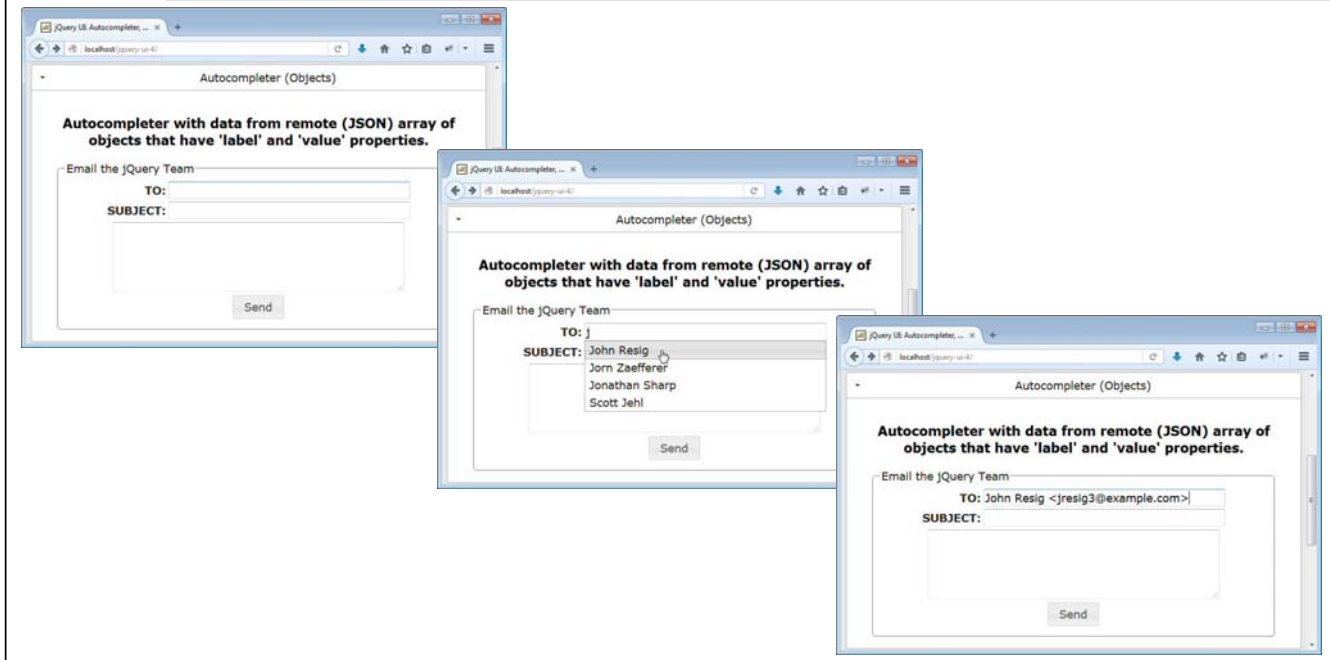 jQuery UI: Autocompleter, ... × +
localhost/jquery-ui-4/
Autocompleter (Objects)
Autocompleter with data from remote (JSON) array of
objects that have 'label' and 'value' properties.
Email the jQuery Team
TO:
SUBJECT:
Send
jQuery UI: Autocompleter, ... × +
localhost/jquery-ui-4/
Autocompleter (Objects)
Autocompleter with data from remote (JSON) array of
objects that have 'label' and 'value' properties.
Email the jQuery Team
TO: j
SUBJECT: John Resig
Jorn Zaefferer
Jonathan Sharp
Scott Jehl
Send
jQuery UI: Autocompleter, ... × +
localhost/jquery-ui-4/
Autocompleter (Objects)
Autocompleter with data from remote (JSON) array of
objects that have 'label' and 'value' properties.
Email the jQuery Team
TO: John Resig <jresig3@example.com>
SUBJECT:
Send